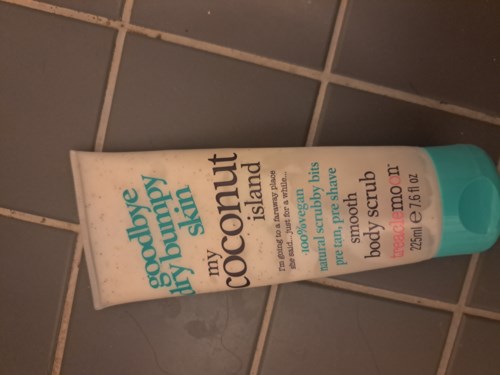 goodbye
dry bumpy
skin
my
coconut
island
I'm going to a faraway place
she said... just for a while...
·100% vegan
natural scrubby bits
pre tan, pre shave
smooth
body scrub
treaclemoon™
225ml e 7.6 fl oz